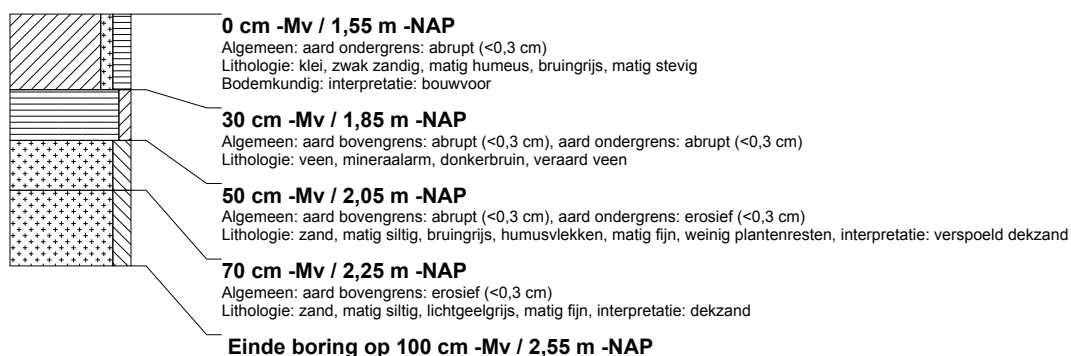 0 cm -Mv / 1,55 m -NAP
Algemeen: aard ondergrens: abrupt (<0,3 cm)
Lithologie: klei, zwak zandig, matig humeus, bruingrijs, matig stevig
Bodemkundig: interpretatie: bouwvoor
30 cm -Mv / 1,85 m -NAP
Algemeen: aard bovengrens: abrupt (<0,3 cm), aard ondergrens: abrupt (<0,3 cm)
Lithologie: veen, mineraalarm, donkerbruin, veraard veen
50 cm -Mv / 2,05 m -NAP
Algemeen: aard bovengrens: abrupt (<0,3 cm), aard ondergrens: erosief (<0,3 cm)
Lithologie: zand, matig siltig, bruingrijs, humusvlekken, matig fijn, weinig plantenresten, interpretatie: verspoeld dekzand
70 cm -Mv / 2,25 m -NAP
Algemeen: aard bovengrens: erosief (<0,3 cm)
Lithologie: zand, matig siltig, lichtgeelgrijs, matig fijn, interpretatie: dekzand
Einde boring op 100 cm -Mv / 2,55 m -NAP